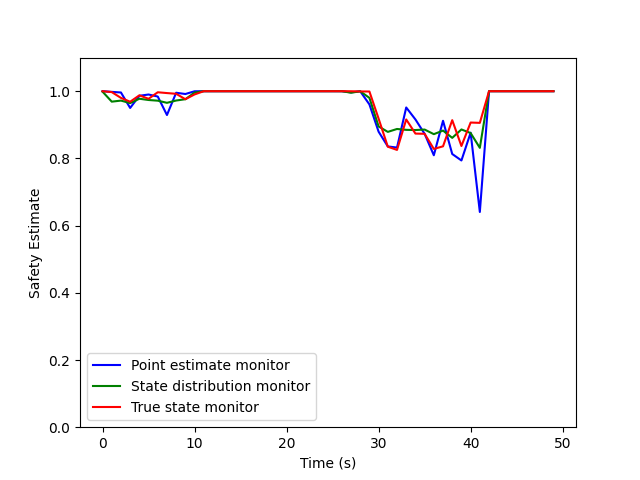 1.0
0.8
0.6
0.4
0.2
0.0
Safety Estimate
Point estimate monitor
State distribution monitor
True state monitor
0 10 20 30 40 50
Time (s)